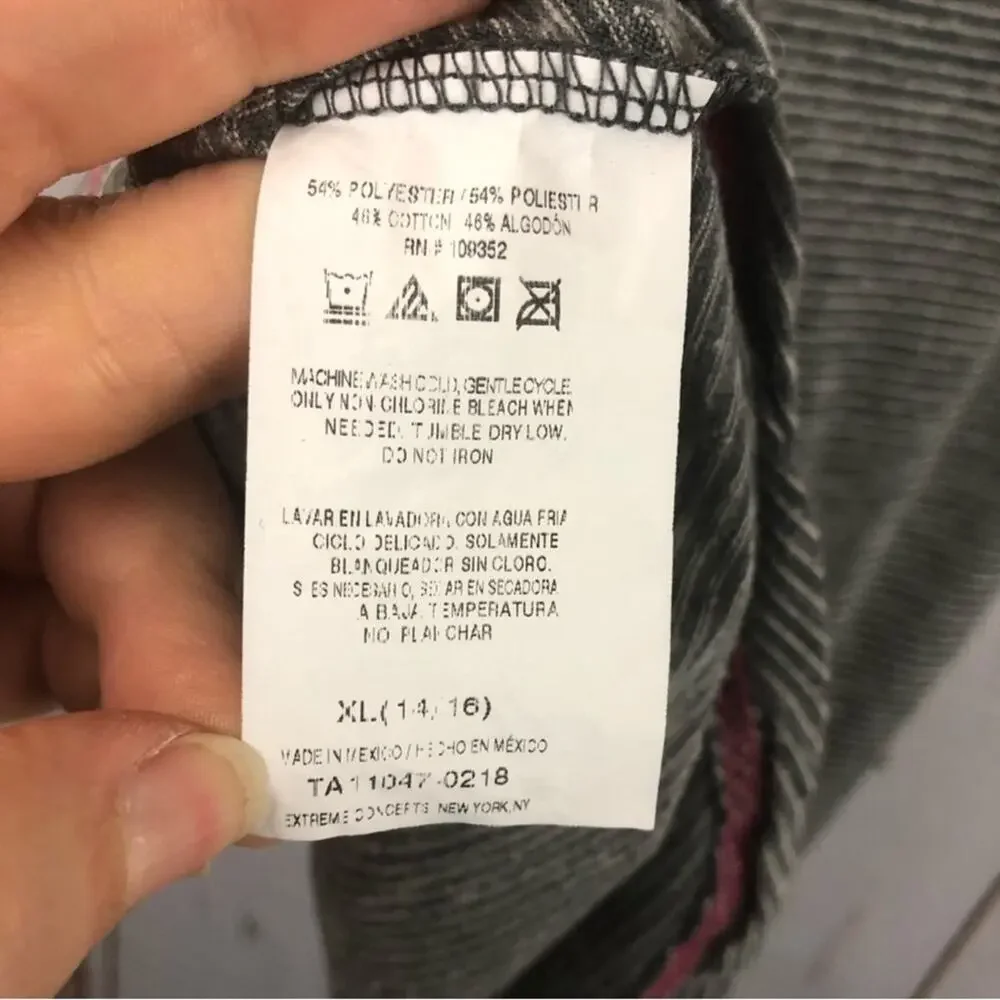 54% POLYESTER / 54% POLIESTER
46% COTTON 46% ALGODÓN
RN # 109352
MACHINE WASH COLD, GENTLE CYCLE
ONLY NON-CHLORINE BLEACH WHEN
NEEDED. TUMBLE DRY LOW.
DO NOT IRON
LAVAR EN LAVADORA CON AGUA FRIA
CICLO DELICADO. SOLAMENTE
BLANQUEADOR SIN CLORO.
SI ES NECESARIO, SECAR EN SECADORA
A BAJA TEMPERATURA
NO PLANCHAR
XL(14/16)
MADE IN MEXICO / HECHO EN MÉXICO
TA11047-0218
EXTREME CONCEPTS NEW YORK, NY